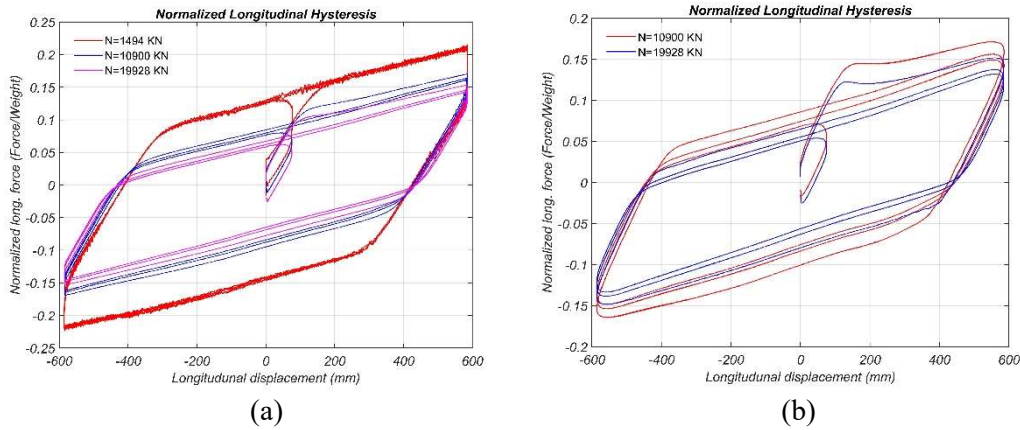 Normalized Longitudinal Hysteresis
0.25
N=1494 KN
N=10900 KN
N=19928 KN
0.2
0.15
0.1
0.05
0
-0.05
-0.1
-0.15
-0.2
-0.25
Normalized long. force (Force/Weight)
-600 -400 -200 0 200 400 600
Longitudunal displacement (mm)
(a)
Normalized Longitudinal Hysteresis
0.2
N=10900 KN
N=19928 KN
0.15
0.1
0.05
0
-0.05
-0.1
-0.15
-0.2
Normalized long. force (Force/Weight)
-600 -400 -200 0 200 400 600
Longitudunal displacement (mm)
(b)